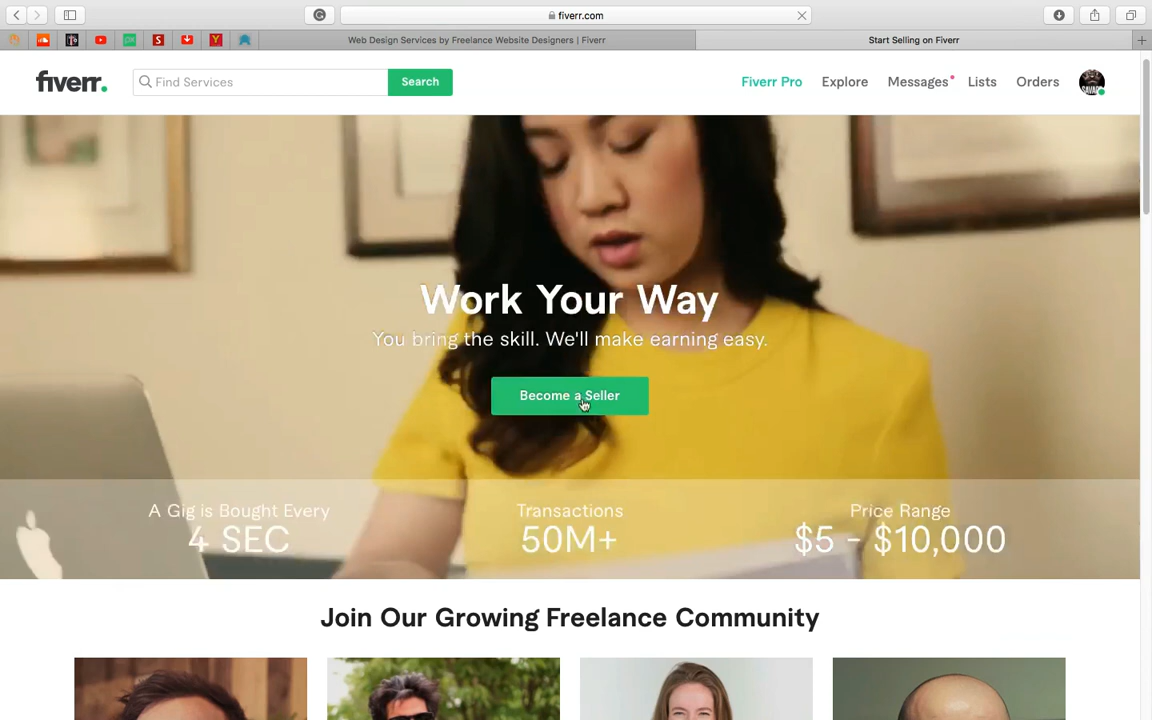 fiverr.com
Web Design Services by Freelance Website Designers | Fiverr
Start Selling on Fiverr
fiverr.
Find Services
Search
Fiverr Pro
Explore
Messages
Lists
Orders
Work Your Way
You bring the skill. We'll make earning easy.
Become a Seller
A Gig is Bought Every
4 SEC
Transactions
50M+
Price Range
$5 - $10,000
Join Our Growing Freelance Community